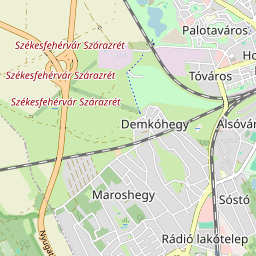 Palotaváros
Székesfehérvár Szárazrét
Székesfehérvár Szárazrét
Tóváros
Székesfehérvár Szárazrét
Demkóhegy
Alsóvár
Maroshegy
Sóstó
Rádió lakótelep